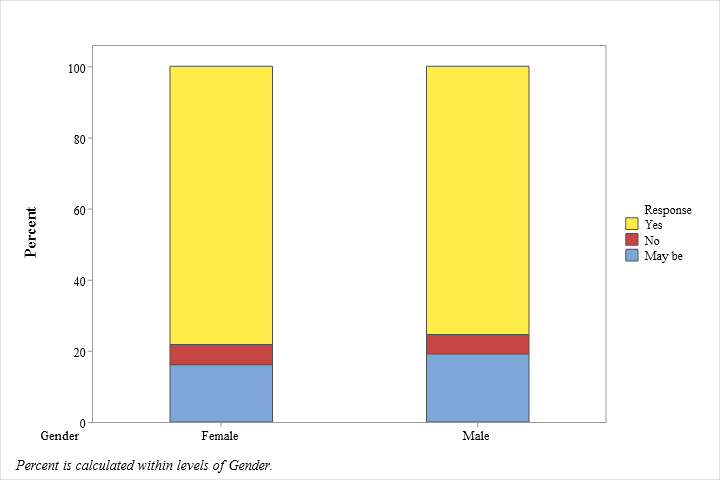 100
80
60
40
20
0
Percent
Response
Yes
No
May be
Gender
Female
Male
Percent is calculated within levels of Gender.